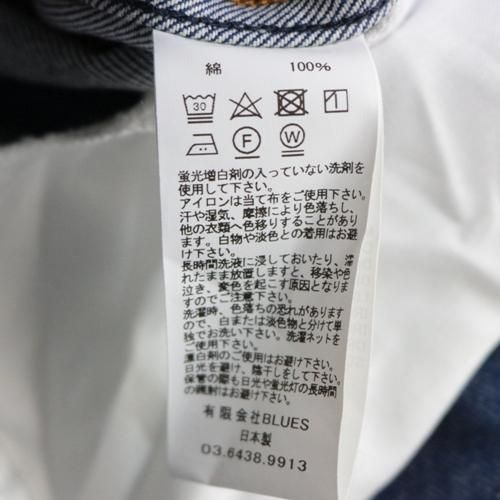 綿 100%
30
F W
蛍光増白剤の入っていない洗剤を
使用して下さい。
アイロンは当て布をご使用下さい。
汗や湿気、摩擦により色落ちし、
他の衣類へ色移りすることがあり
ます。白物や淡色との着用はお避
け下さい。
長時間洗液に浸しておいたり、濡
れたまま放置しますと、移染や色
泣き、変色を起こす原因となりま
すのでご注意下さい。
洗濯時、色落ちの恐れがあります
ので、白または淡色物と分けて単
独でお洗い下さい。洗濯ネットを
ご使用下さい。
漂白剤のご使用はお避け下さい。
日光を避け、陰干しをして下さい。
保管の際も日光や蛍光灯の長時間
の照射はお避け下さい。
有限会社BLUES
日本製
03.6438.9913